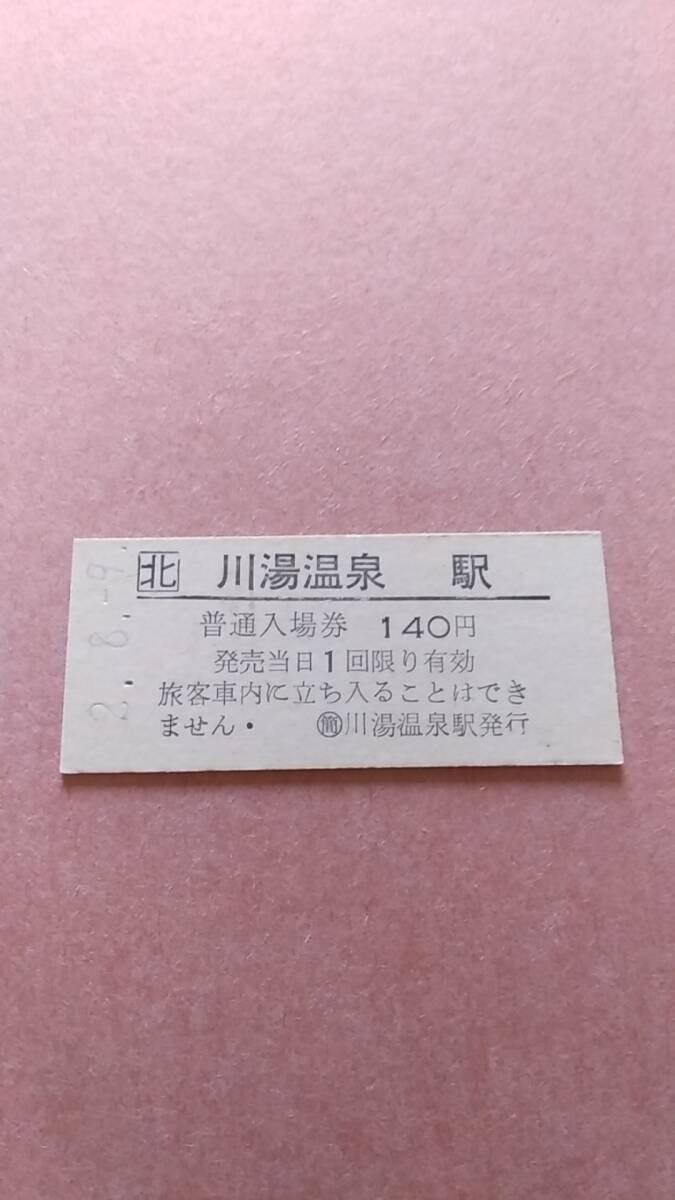 2.8.-9.
北 川湯温泉 駅
普通入場券 140円
発売当日1回限り有効
旅客車内に立ち入ることはでき
ません・ ㊢川湯温泉駅発行